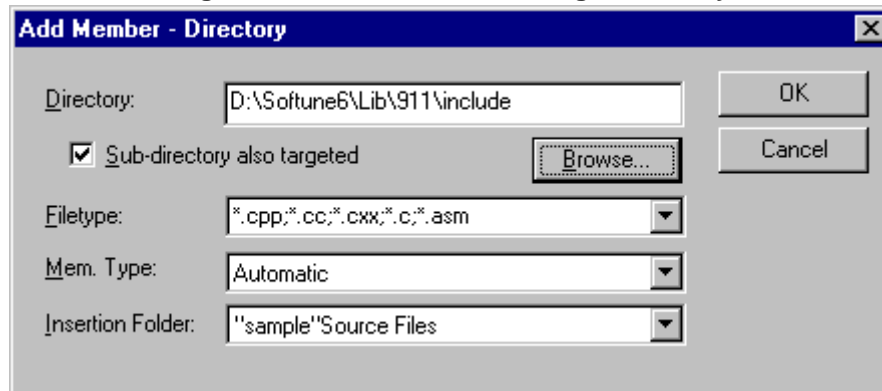 Add Member - Directory
Directory: D:\Softune6\Lib\911\include OK
Sub-directory also targeted Browse... Cancel
Filetype: *.cpp;*.cc;*.cxx;*.c;*.asm
Mem. Type: Automatic
Insertion Folder: "sample"Source Files